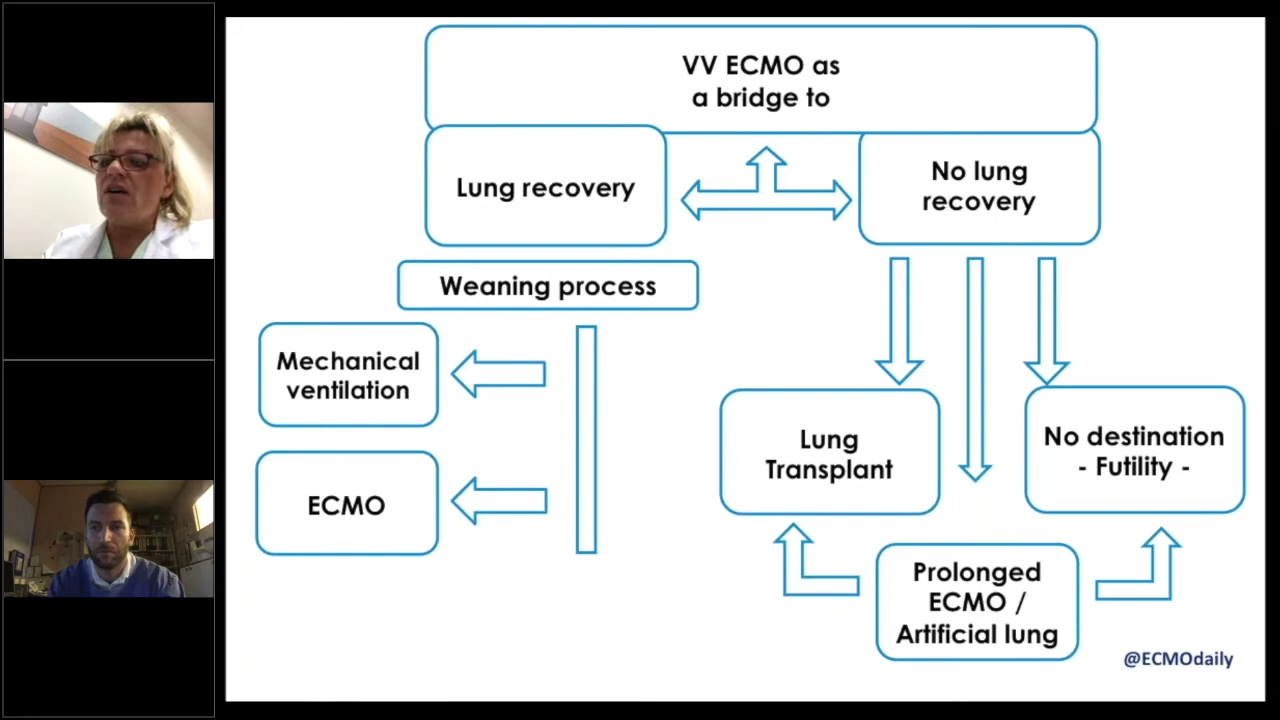 VV ECMO as
a bridge to
Lung recovery
No lung
recovery
Weaning process
Mechanical
ventilation
ECMO
Lung
Transplant
No destination
- Futility -
Prolonged
ECMO /
Artificial lung
@ECMOdaily